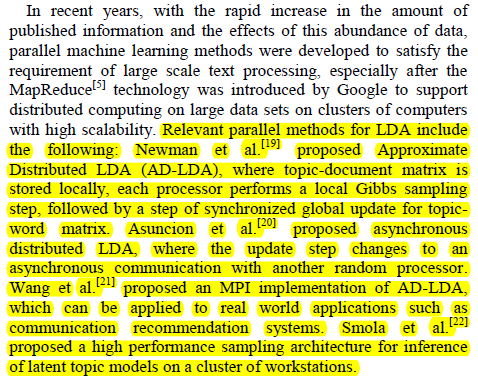 In recent years, with the rapid increase in the amount of
published information and the effects of this abundance of data,
parallel machine learning methods were developed to satisfy the
requirement of large scale text processing, especially after the
MapReduce[5] technology was introduced by Google to support
distributed computing on large data sets on clusters of computers
with high scalability. Relevant parallel methods for LDA include
the following: Newman et al.[19] proposed Approximate
Distributed LDA (AD-LDA), where topic-document matrix is
stored locally, each processor performs a local Gibbs sampling
step, followed by a step of synchronized global update for topic-
word matrix. Asuncion et al.[20] proposed asynchronous
distributed LDA, where the update step changes to an
asynchronous communication with another random processor.
Wang et al.[21] proposed an MPI implementation of AD-LDA,
which can be applied to real world applications such as
communication recommendation systems. Smola et al.[22]
proposed a high performance sampling architecture for inference
of latent topic models on a cluster of workstations.